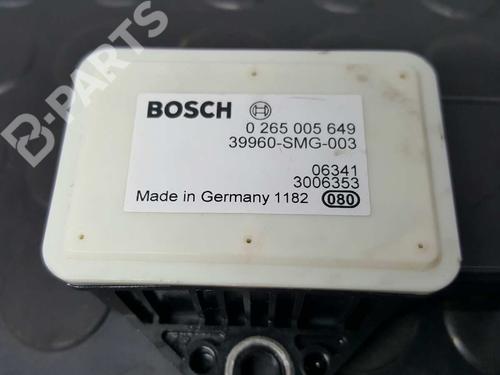 B-PARTS
BOSCH
0 265 005 649
39960-SMG-003
06341
3006353
Made in Germany 1182 080